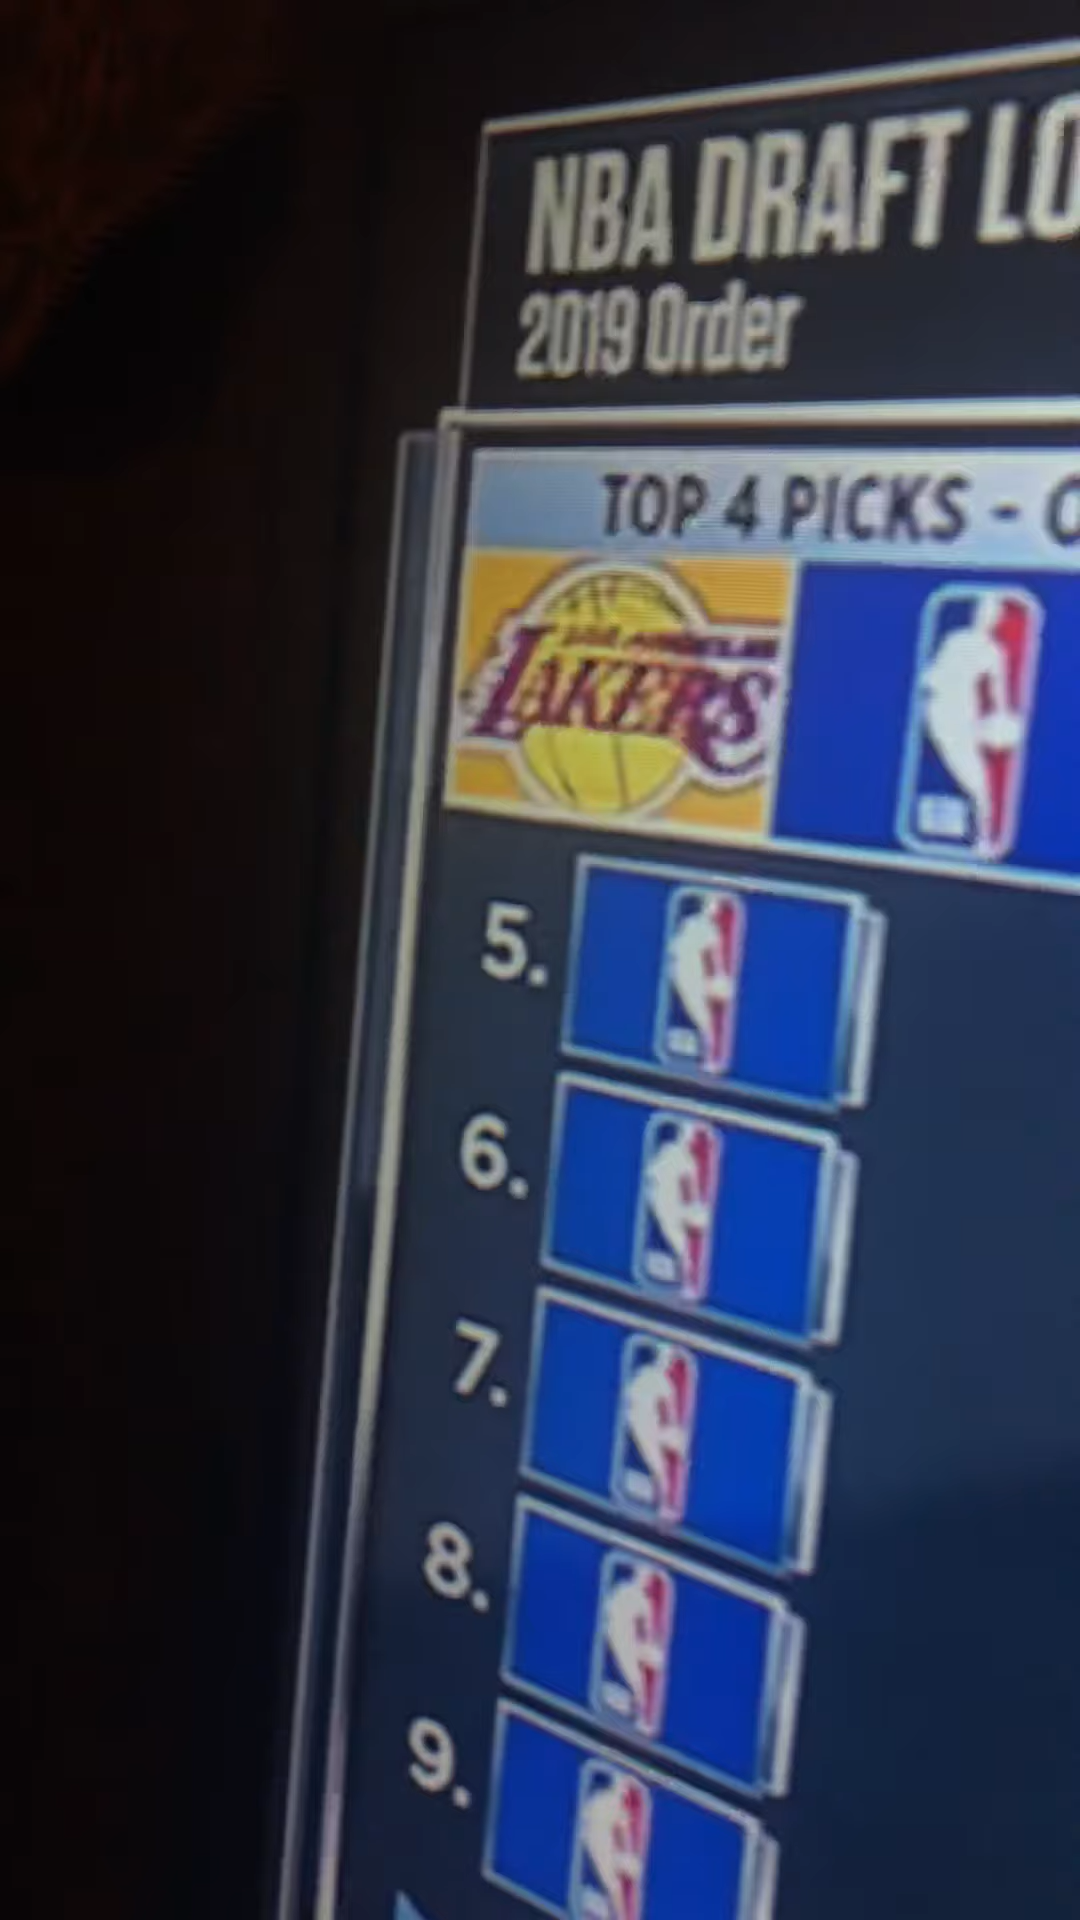 NBA DRAFT LO
2019 Order
TOP 4 PICKS - O
LAKERS
5.
6.
7.
8.
9.